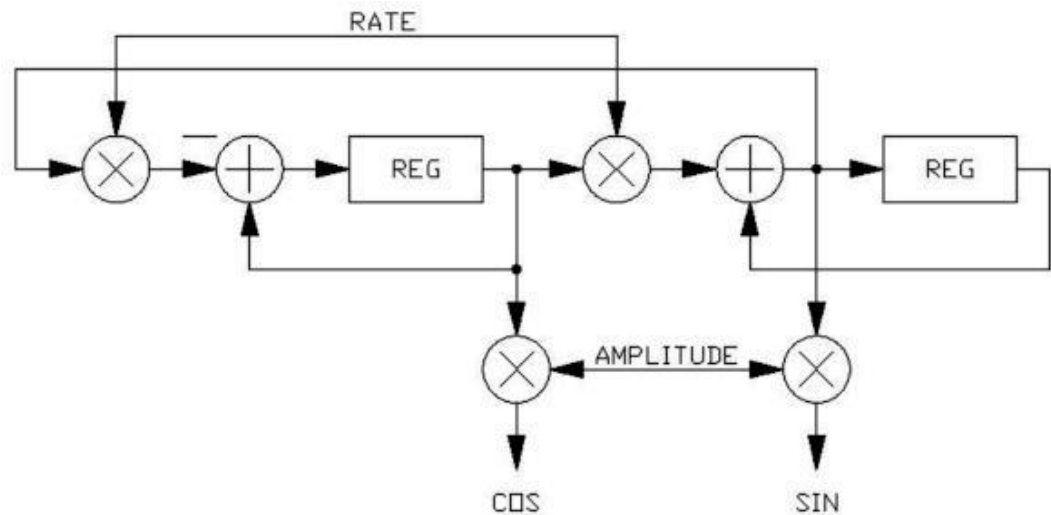 RATE
REG
REG
AMPLITUDE
COS
SIN